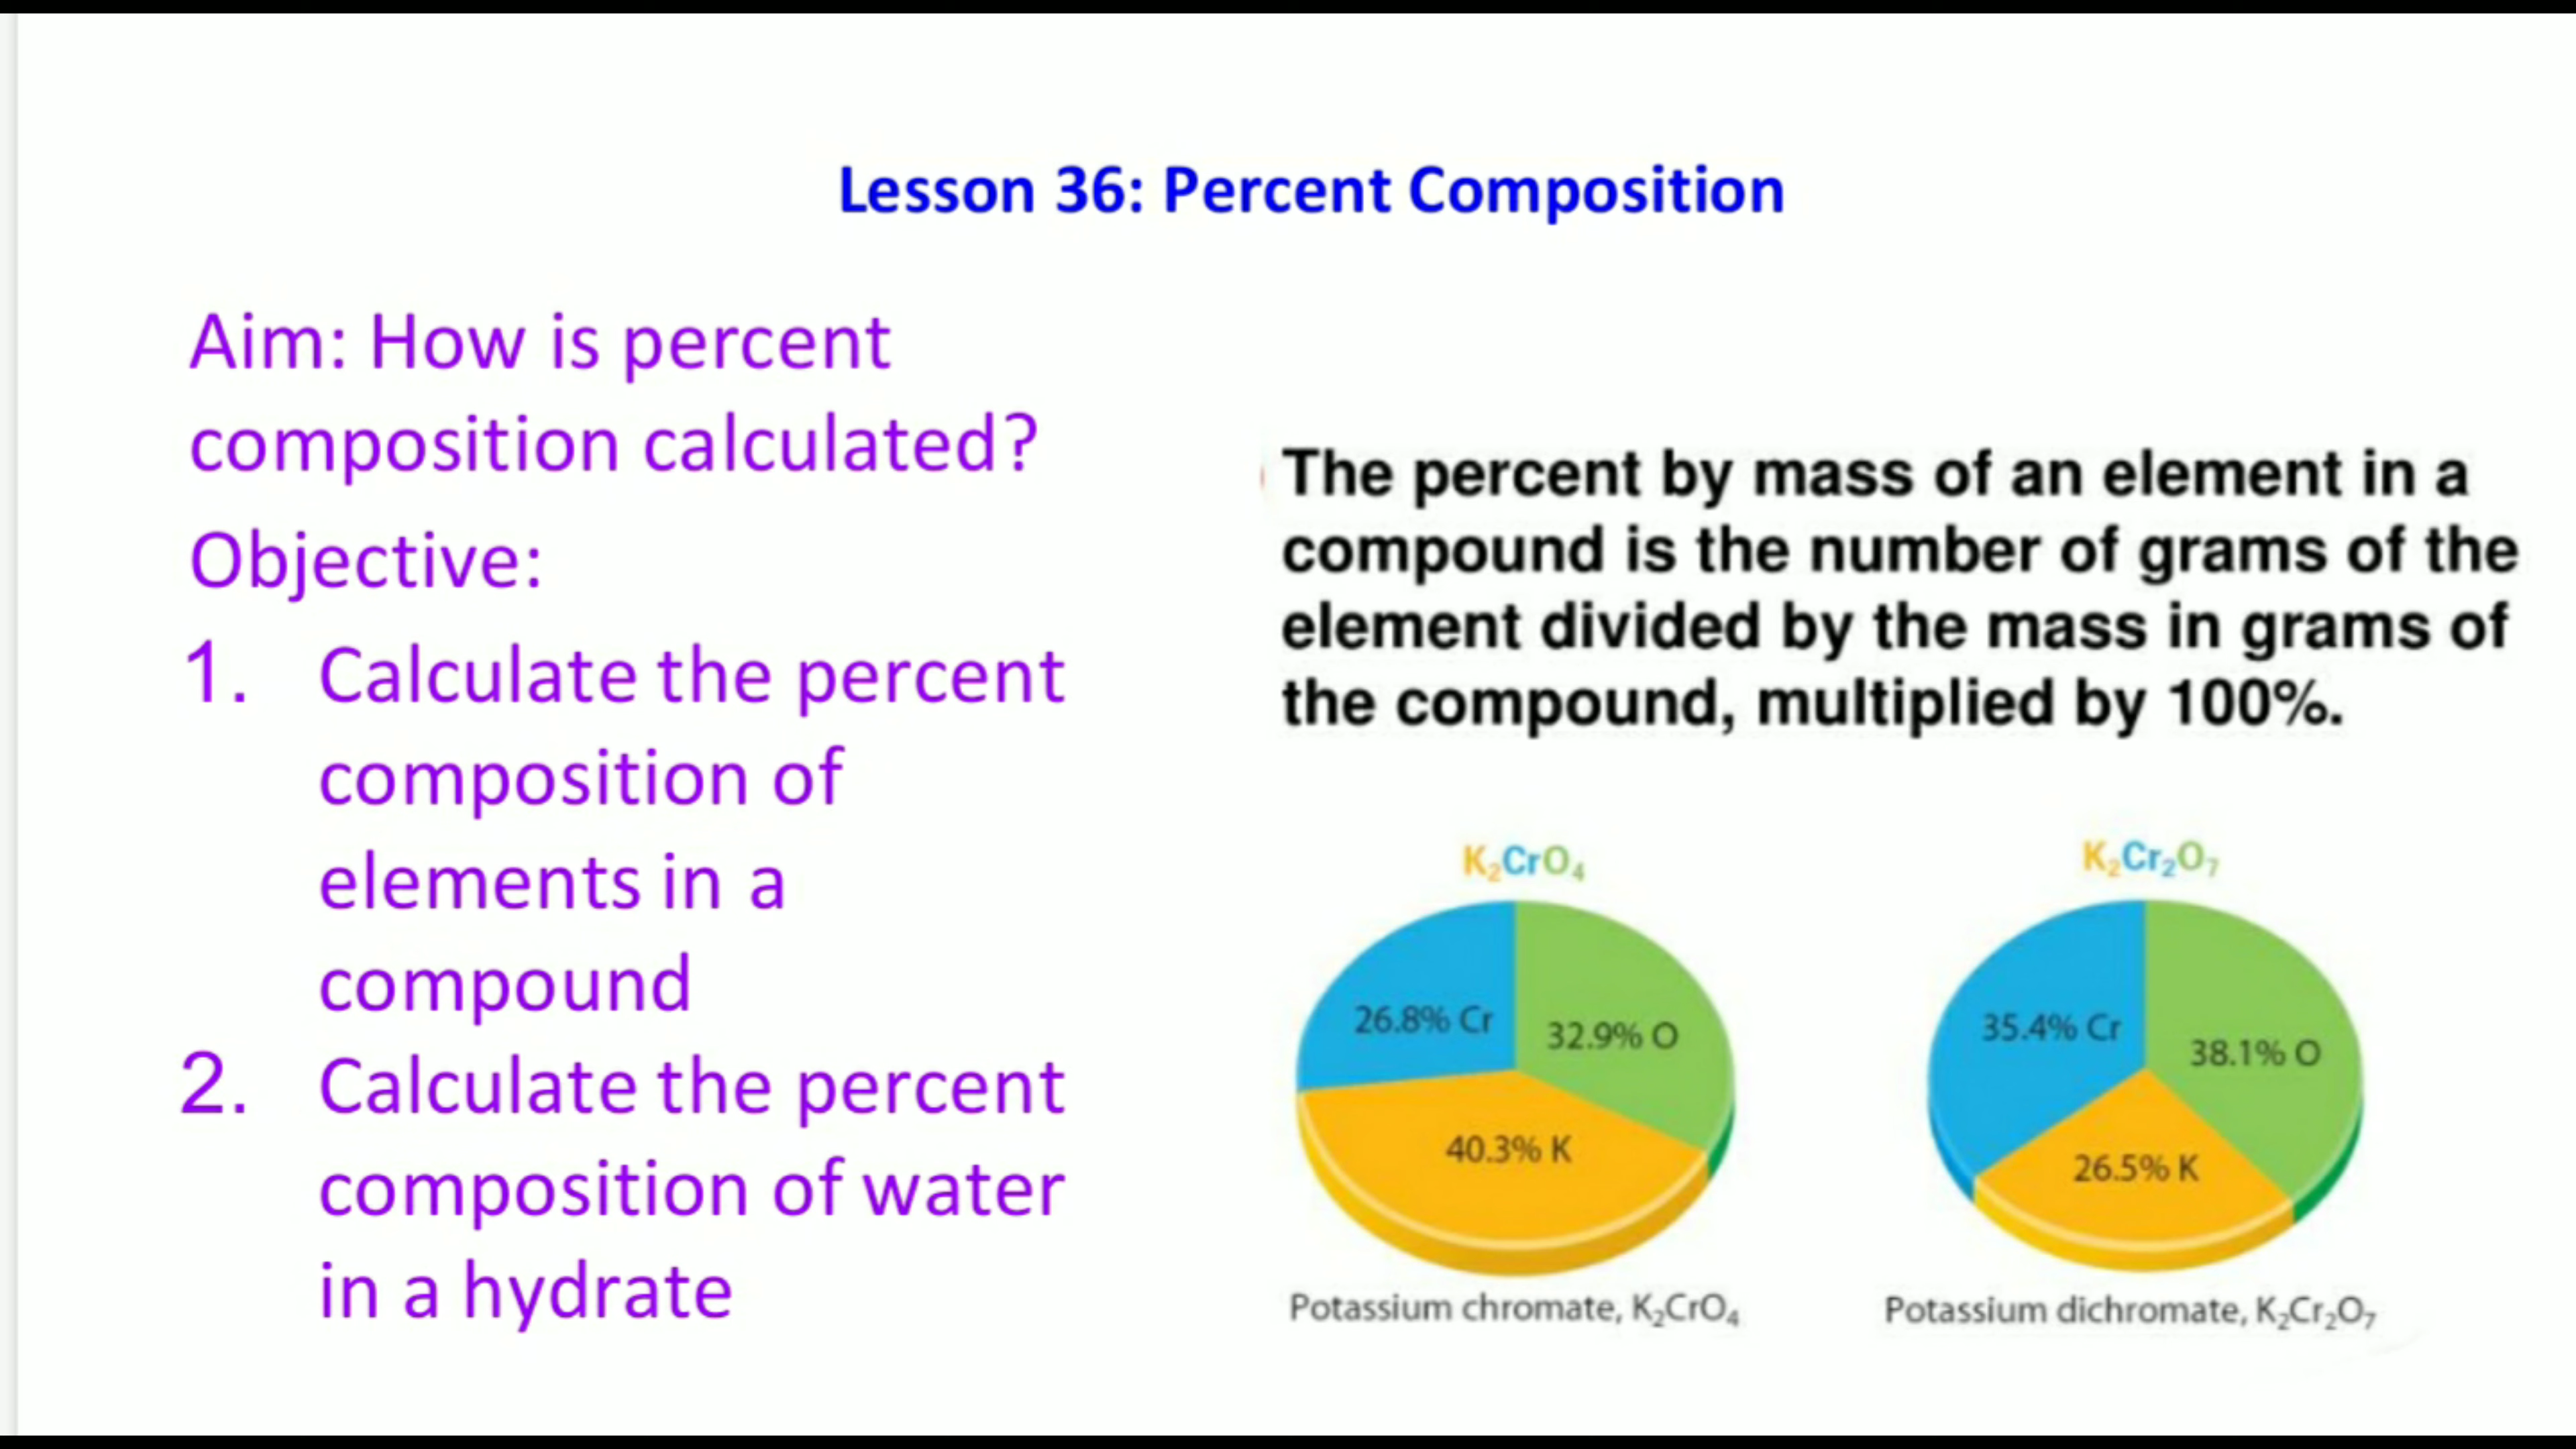 Lesson 36: Percent Composition
Aim: How is percent
composition calculated?
Objective:
1. Calculate the percent
composition of
elements in a
compound
2. Calculate the percent
composition of water
in a hydrate
The percent by mass of an element in a
compound is the number of grams of the
element divided by the mass in grams of
the compound, multiplied by 100%.
K₂CrO₄
26.8% Cr
32.9% O
40.3% K
Potassium chromate, K₂CrO₄
K₂Cr₂O₇
35.4% Cr
38.1% O
26.5% K
Potassium dichromate, K₂Cr₂O₇